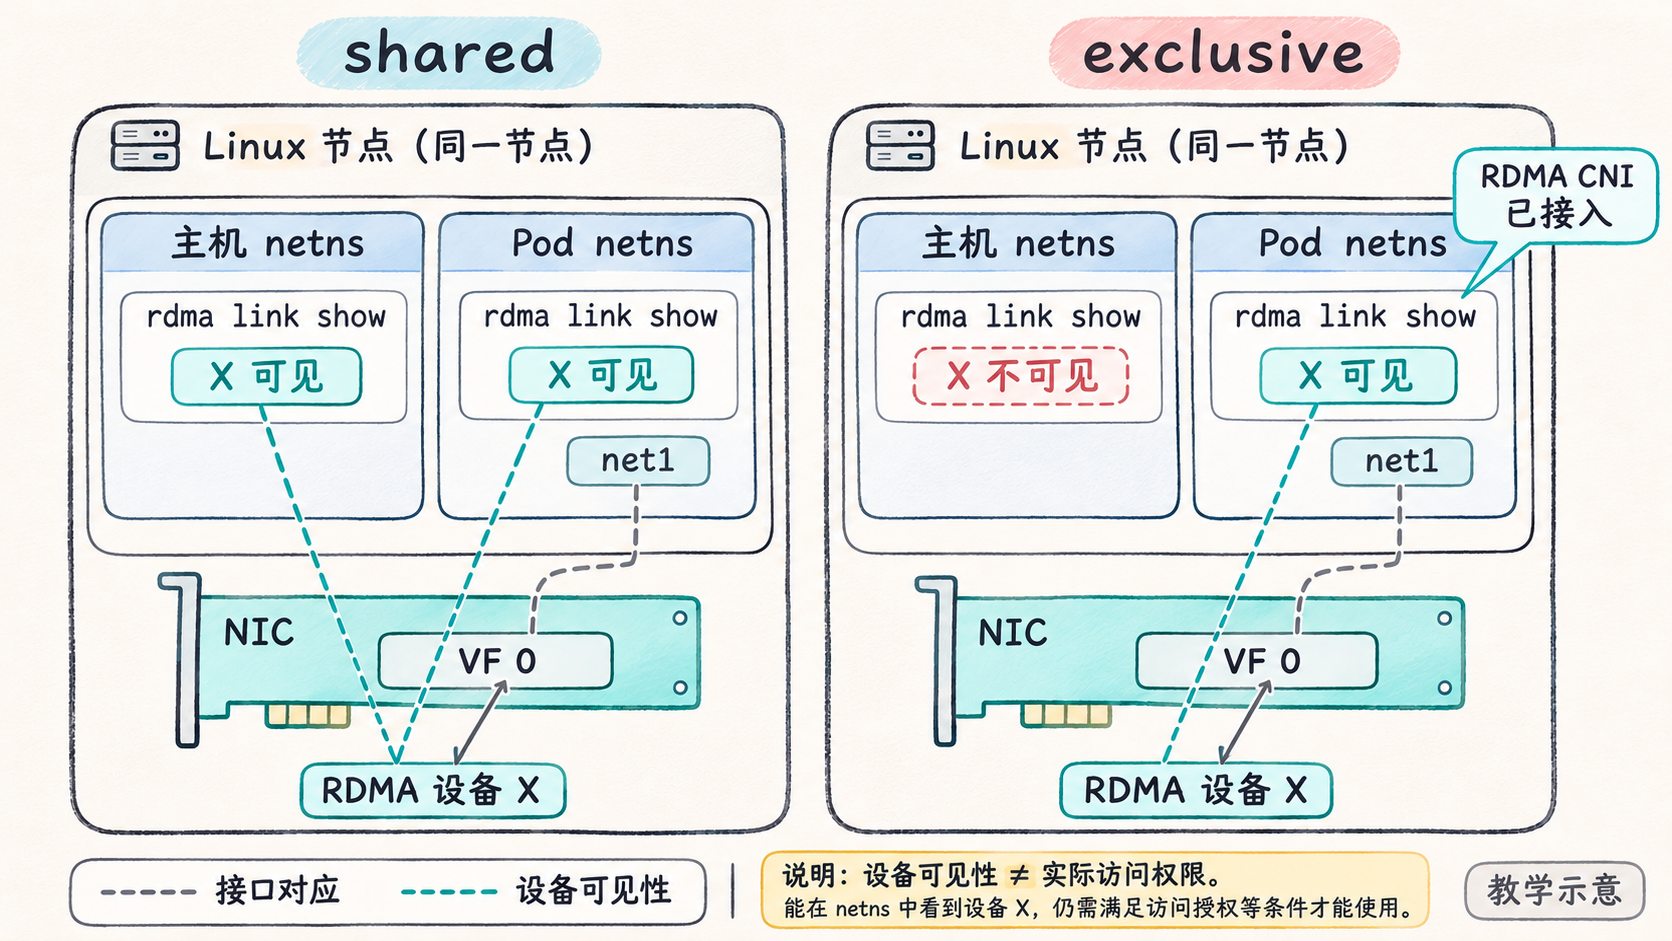 shared
Linux 节点（同一节点）
主机 netns
rdma link show
X 可见
Pod netns
rdma link show
X 可见
net1
NIC
VF 0
RDMA 设备 X
exclusive
Linux 节点（同一节点）
RDMA CNI
已接入
主机 netns
rdma link show
X 不可见
Pod netns
rdma link show
X 可见
net1
NIC
VF 0
RDMA 设备 X
接口对应
设备可见性
说明：设备可见性 ≠ 实际访问权限。
能在 netns 中看到设备 X，仍需满足访问授权等条件才能使用。
教学示意